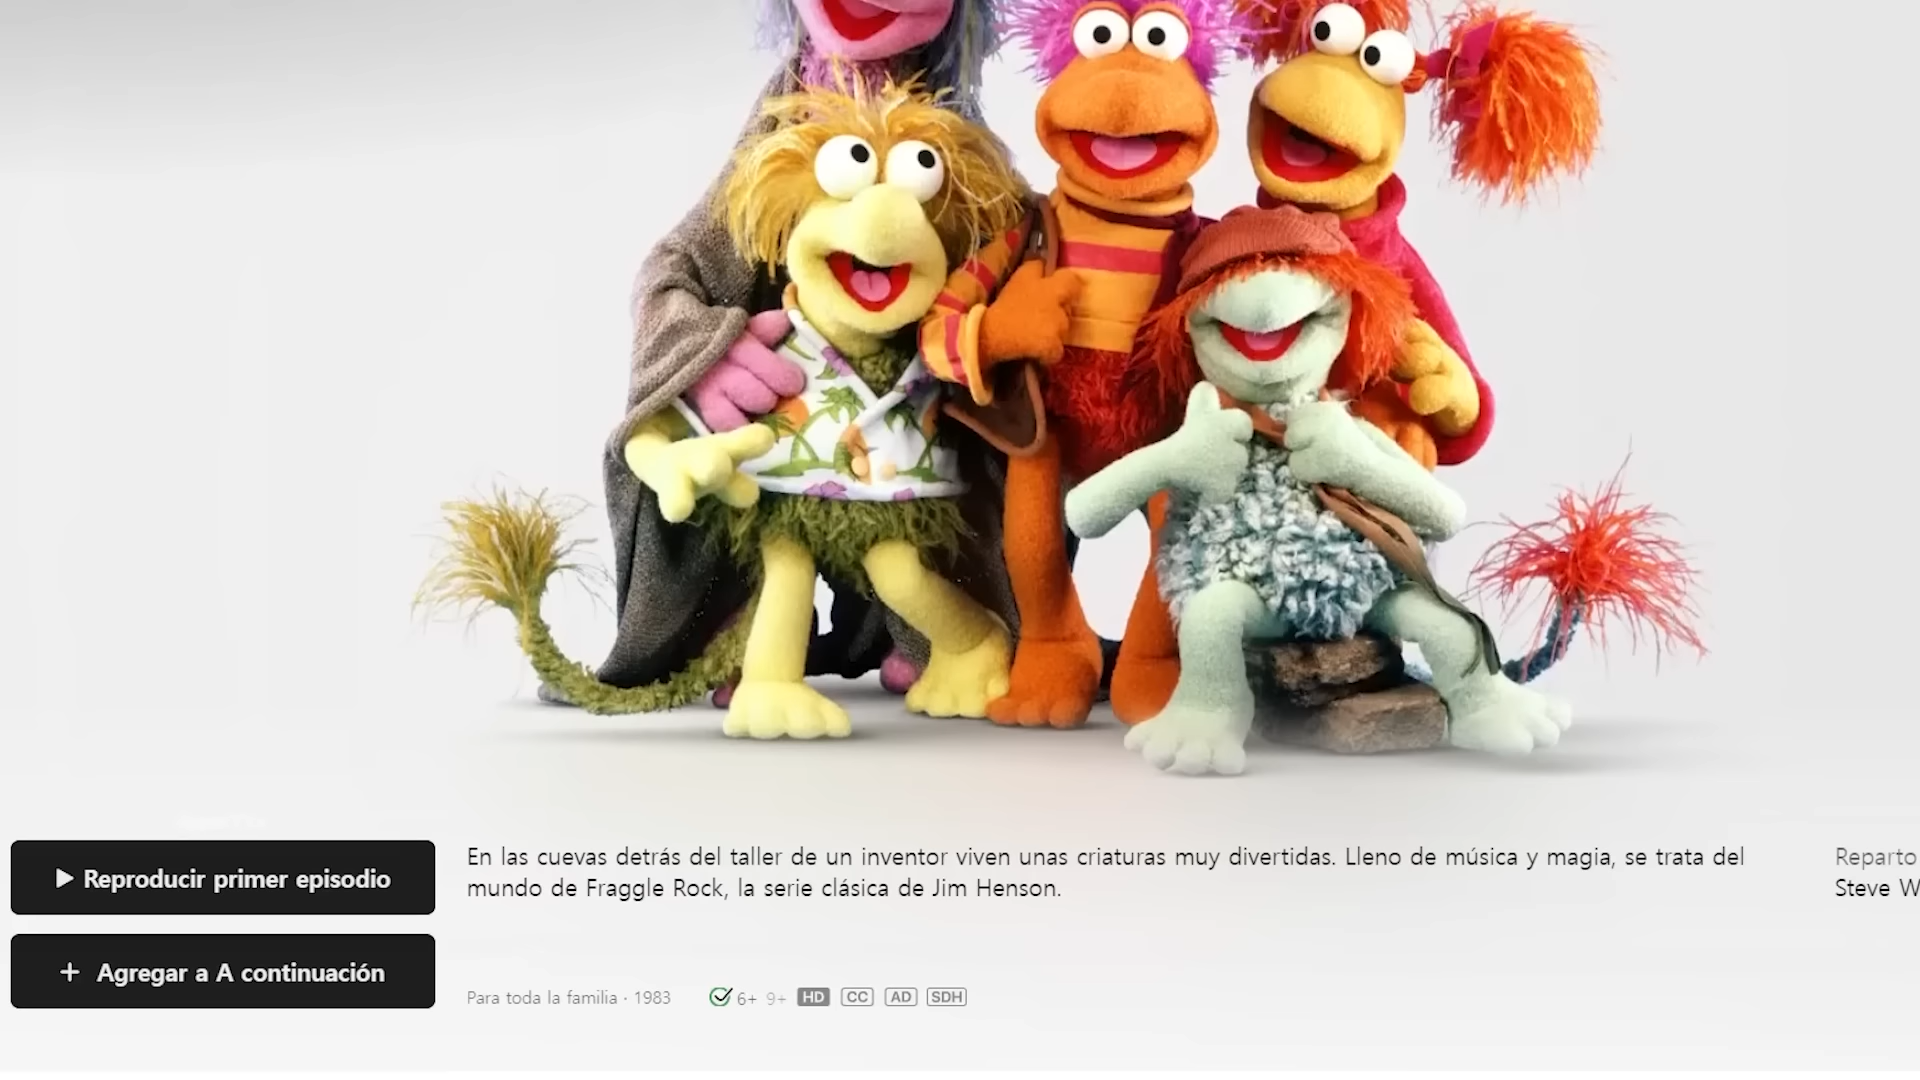 ▶ Reproducir primer episodio
+ Agregar a A continuación
En las cuevas detrás del taller de un inventor viven unas criaturas muy divertidas. Lleno de música y magia, se trata del
mundo de Fraggle Rock, la serie clásica de Jim Henson.
Para toda la familia · 1983 6+ 9+ HD CC AD SDH
Reparto
Steve W